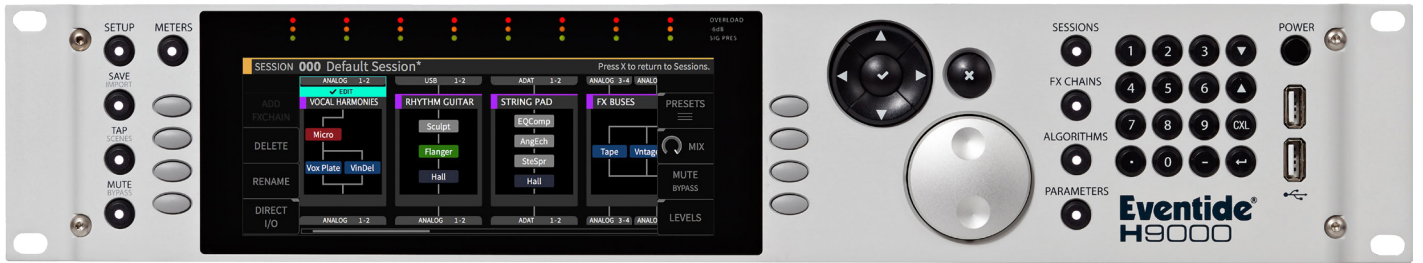 SETUP
METERS
SAVE
IMPORT
TAP
SCENES
MUTE
BYPASS
OVERLOAD
-6dB
SIG PRES
SESSION 000 Default Session*
Press X to return to Sessions.
ANALOG 1-2
USB 1-2
ADAT 1-2
ANALOG 3-4
ANALO
✓ EDIT
ADD
FXCHAIN
VOCAL HARMONIES
RHYTHM GUITAR
STRING PAD
FX BUSES
PRESETS
Micro
Sculpt
EQComp
DELETE
Flanger
AngEch
Tape
Vntag
MIX
Vox Plate
VinDel
SteSpr
RENAME
Hall
Hall
MUTE
BYPASS
DIRECT
I/O
LEVELS
ANALOG 1-2
ANALOG 1-2
ADAT 1-2
ANALOG 3-4
ANALO
SESSIONS
FX CHAINS
ALGORITHMS
PARAMETERS
1 2 3
4 5 6
7 8 9 CXL
. 0 -
POWER
Eventide®
H9000